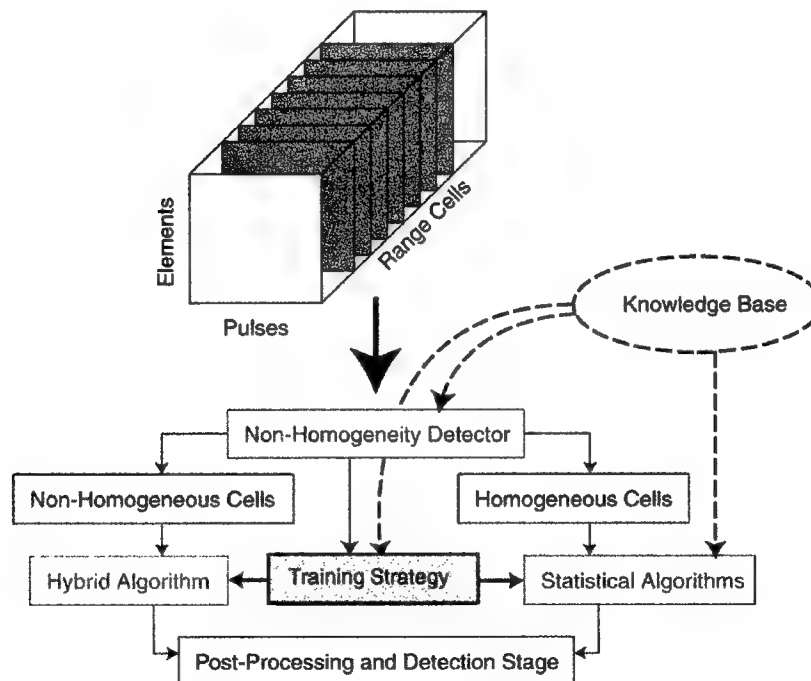 Elements
Range Cells
Pulses
Knowledge Base
Non-Homogeneity Detector
Non-Homogeneous Cells
Homogeneous Cells
Hybrid Algorithm
Training Strategy
Statistical Algorithms
Post-Processing and Detection Stage